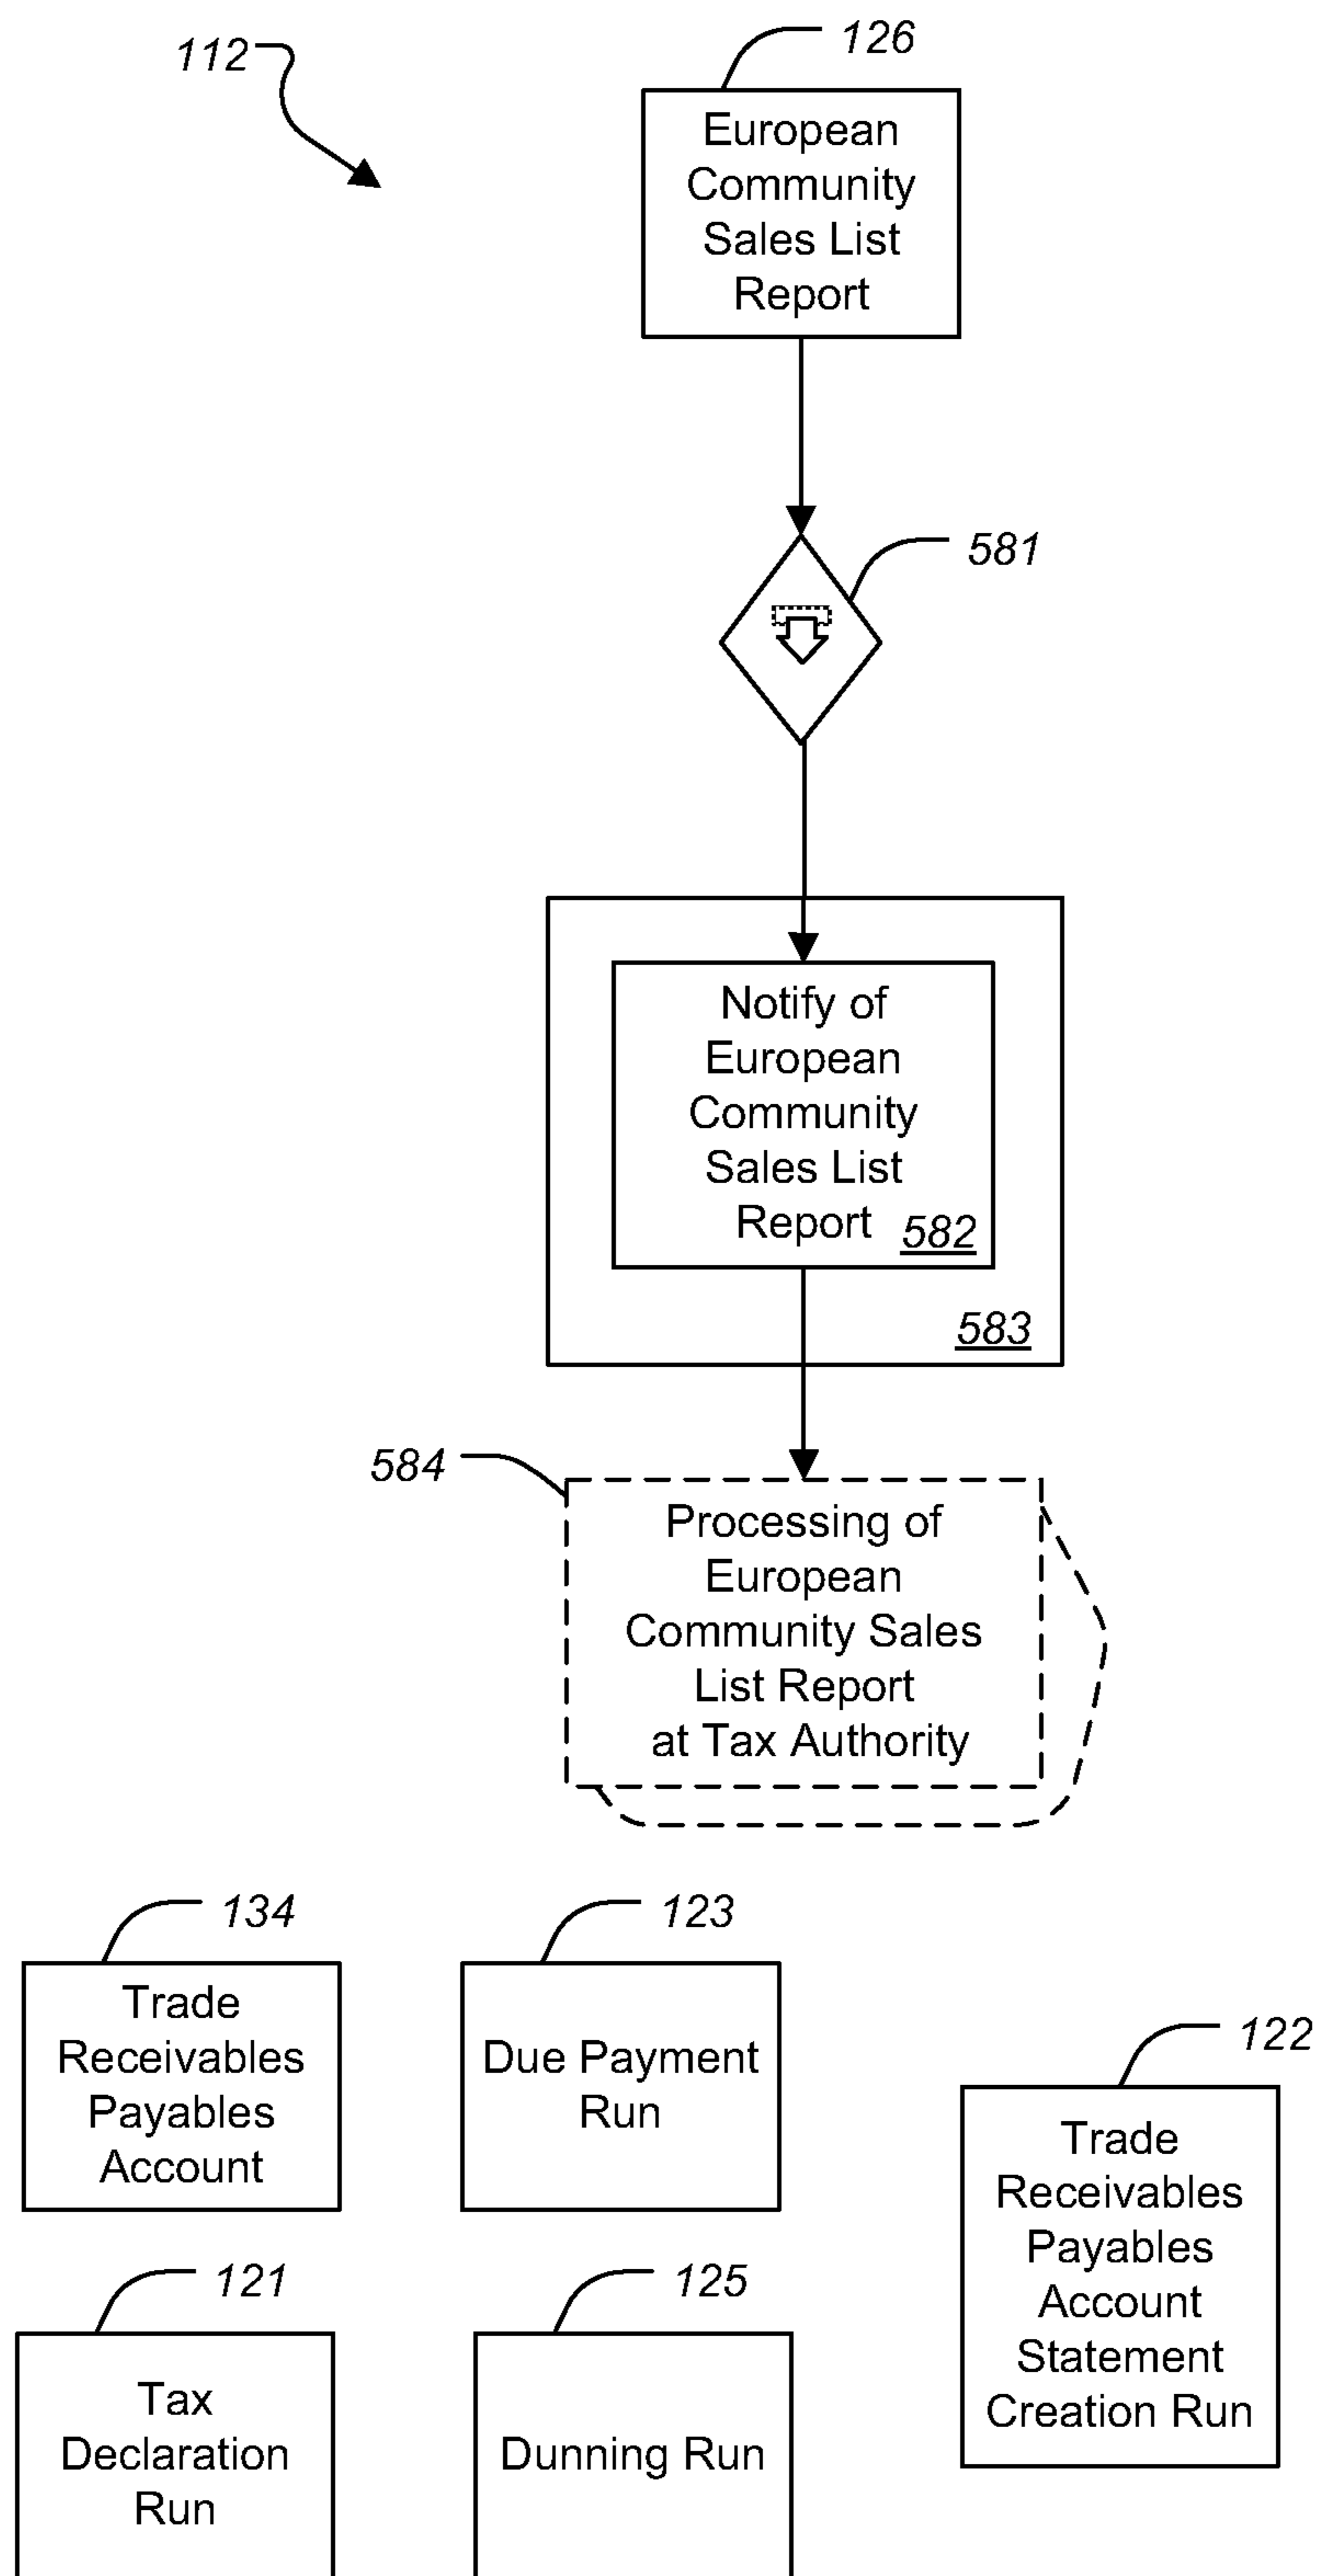 112
126
European
Community
Sales List
Report
581
Notify of
European
Community
Sales List
Report
582
583
584
Processing of
European
Community Sales
List Report
at Tax Authority
134
Trade
Receivables
Payables
Account
123
Due Payment
Run
122
Trade
Receivables
Payables
Account
Statement
Creation Run
121
Tax
Declaration
Run
125
Dunning Run